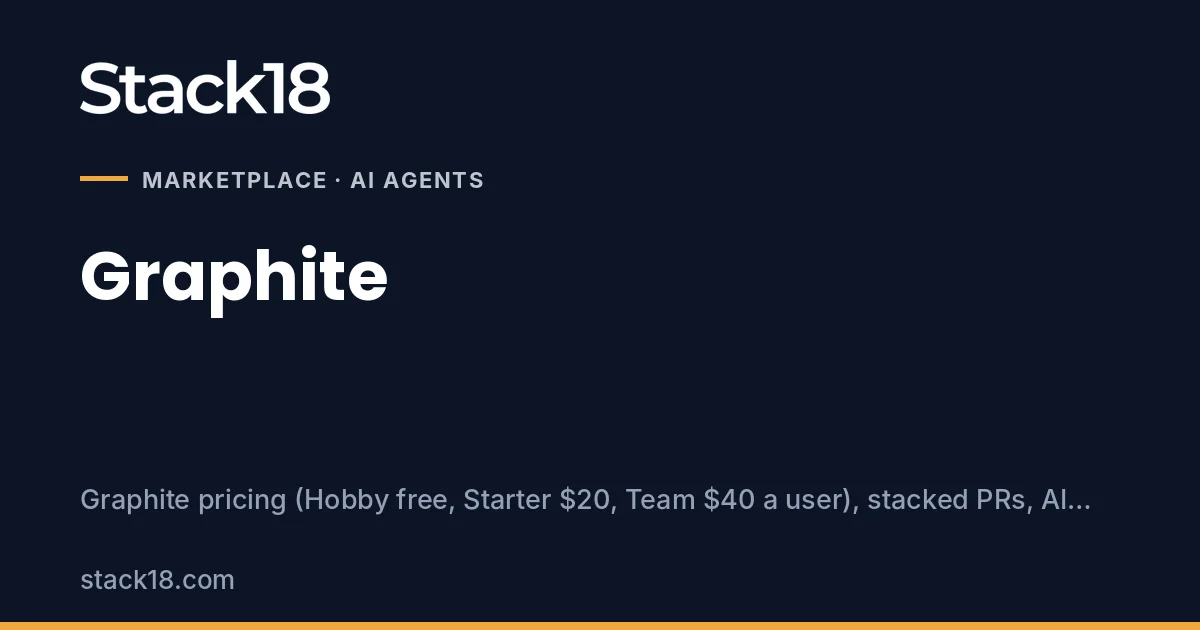 Stack18
MARKETPLACE · AI AGENTS
Graphite
Graphite pricing (Hobby free, Starter $20, Team $40 a user), stacked PRs, AI...
stack18.com